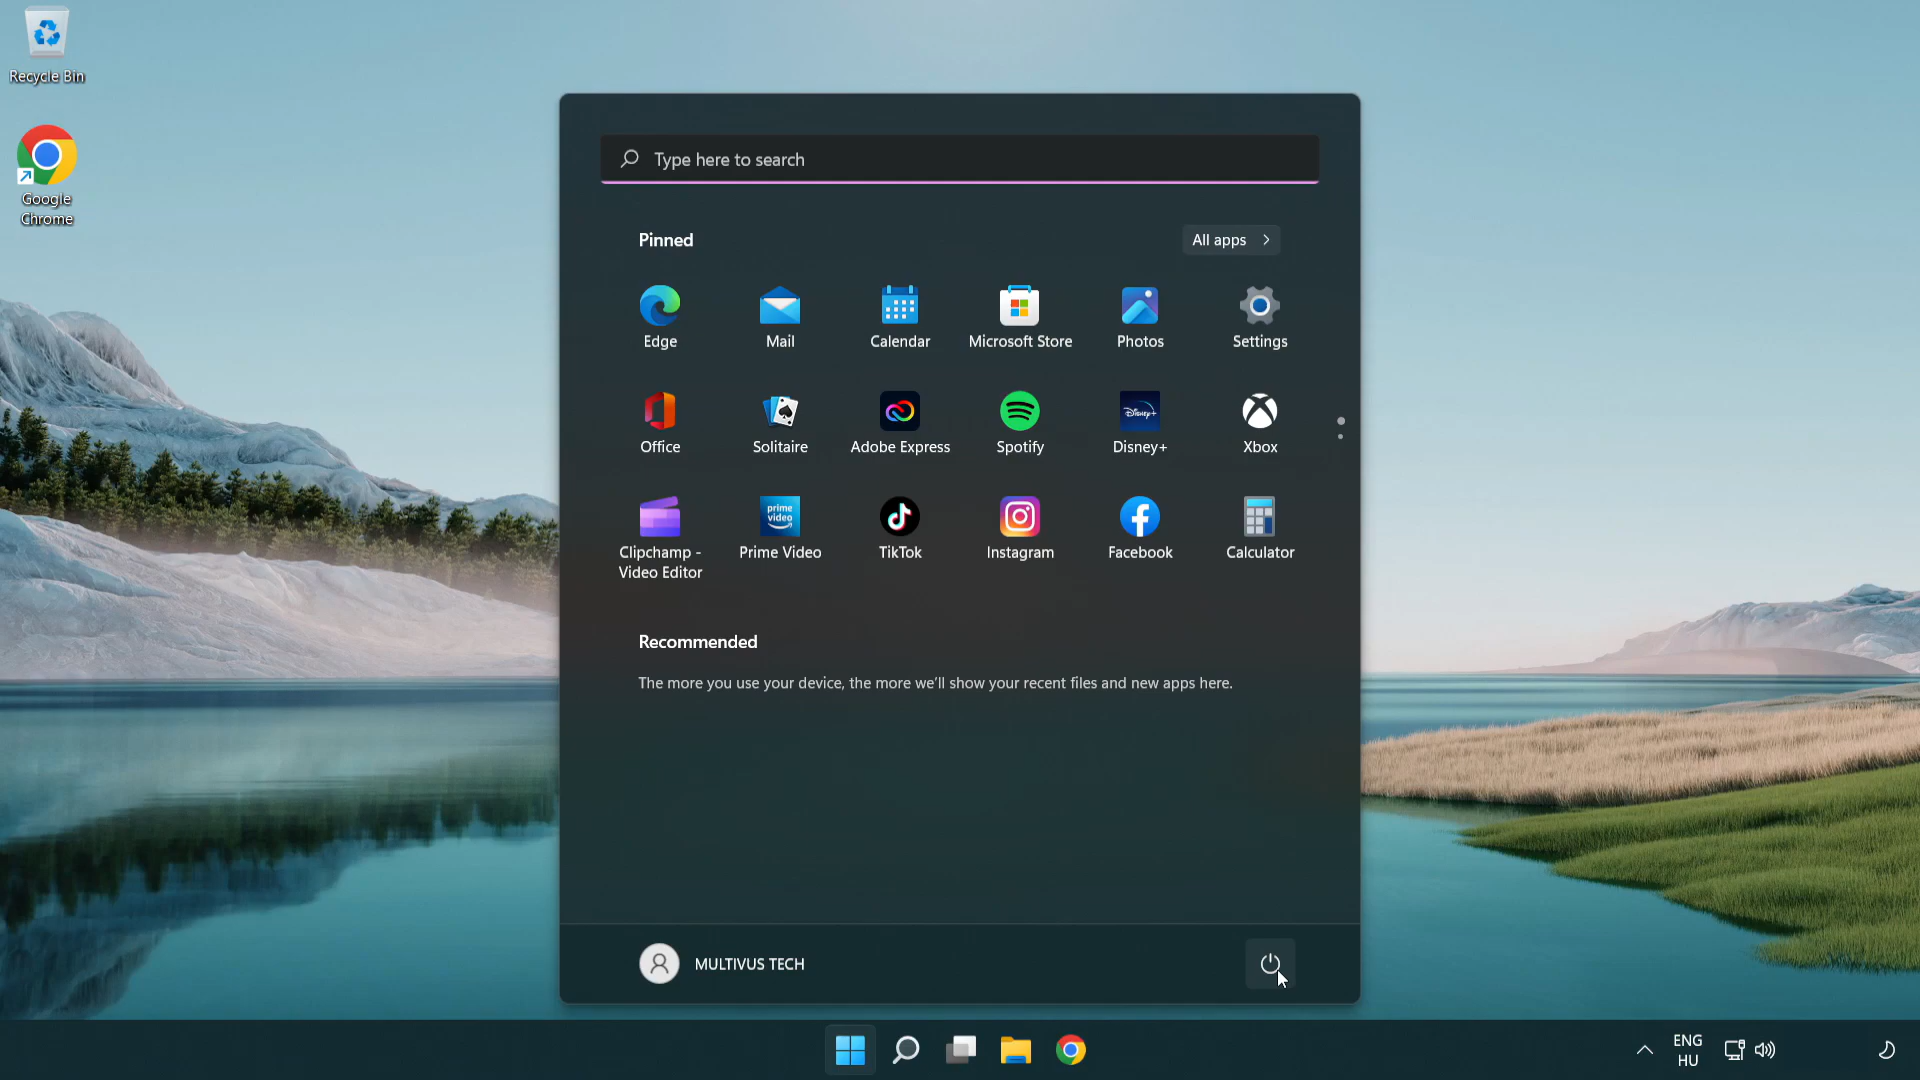 Recycle Bin
Google
Chrome
Type here to search
Pinned
All apps
Edge
Mail
Calendar
Microsoft Store
Photos
Settings
Disney+
Office
Solitaire
Adobe Express
Spotify
Disney+
Xbox
prime
video
Clipchamp -
Video Editor
Prime Video
TikTok
Instagram
Facebook
Calculator
Recommended
The more you use your device, the more we'll show your recent files and new apps here.
MULTIVUS TECH
ENG
HU